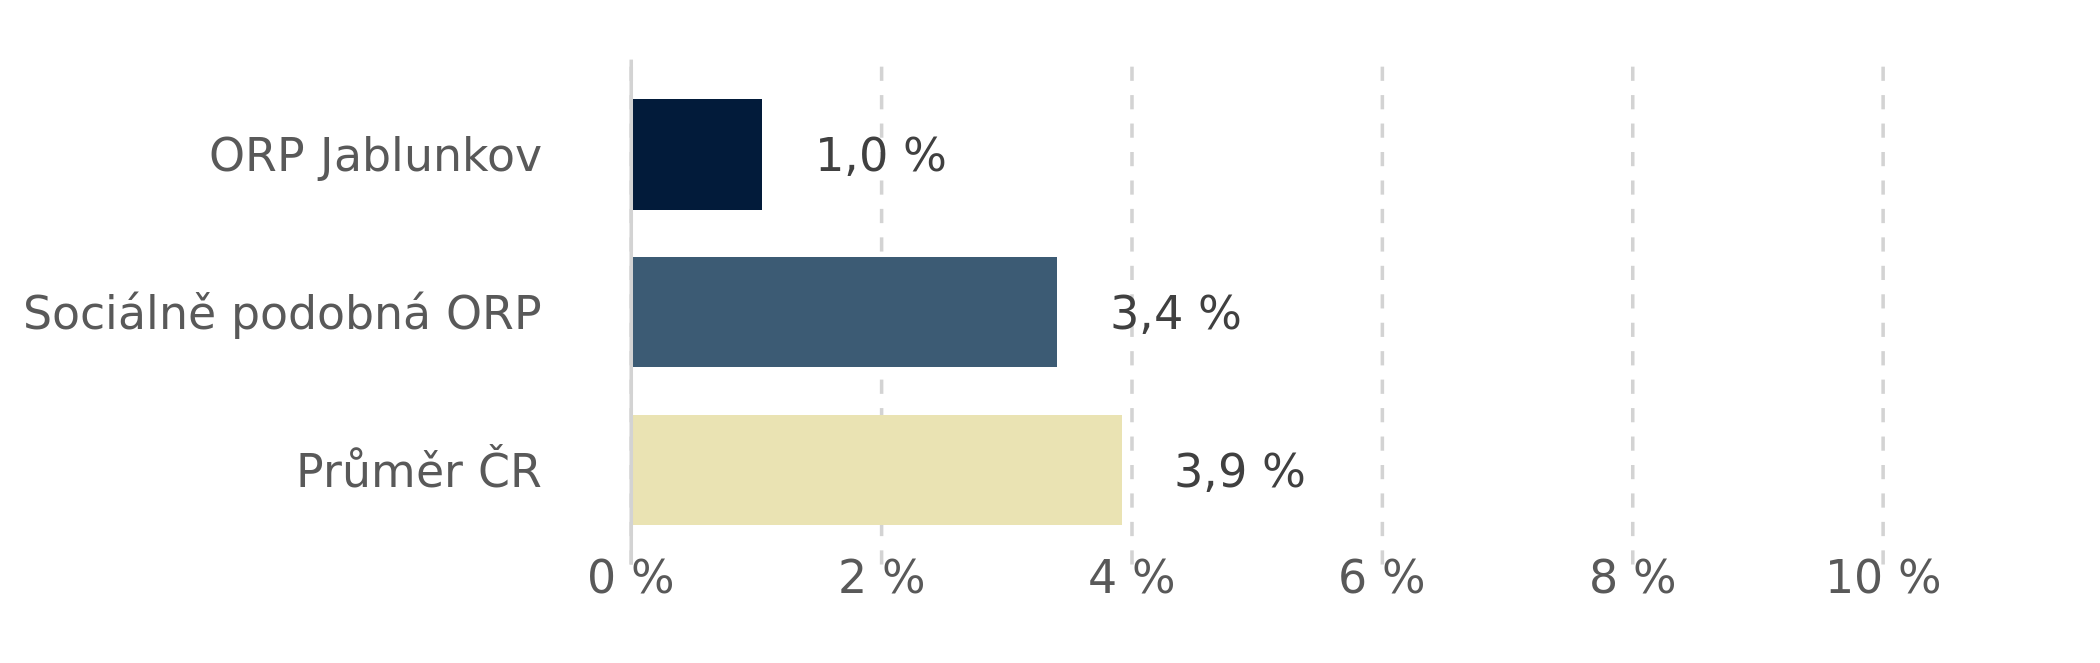 ORP Jablunkov
1,0 %
Sociálně podobná ORP
3,4 %
Průměr ČR
3,9 %
0 % 2 % 4 % 6 % 8 % 10 %